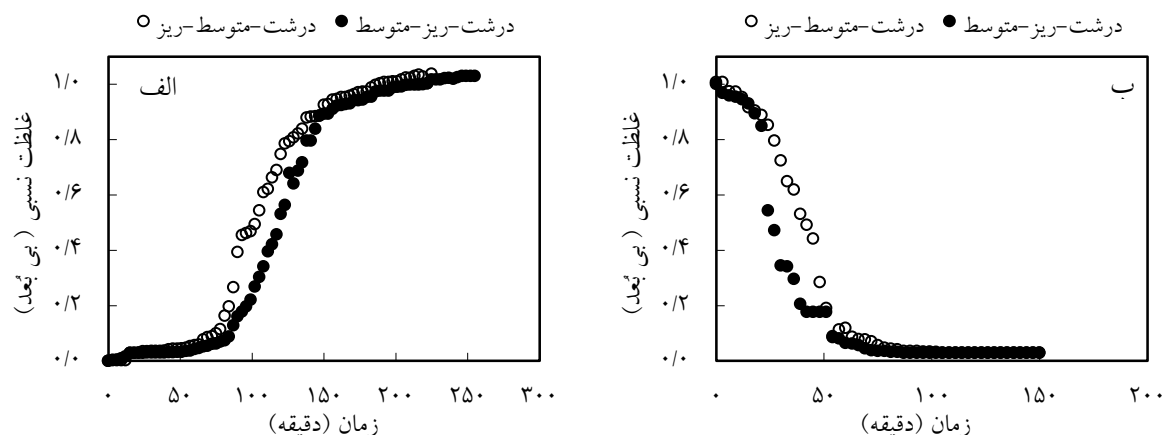 درشت-متوسط-ریز درشت-ریز-متوسط
الف
غلظت نسبی ( بی بُعد)
۱/۰
۰/۸
۰/۶
۰/۴
۰/۲
۰/۰
۰ ۵۰ ۱۰۰ ۱۵۰ ۲۰۰ ۲۵۰ ۳۰۰
زمان (دقیقه)
درشت-متوسط-ریز درشت-ریز-متوسط
ب
غلظت نسبی ( بی بُعد)
۱/۰
۰/۸
۰/۶
۰/۴
۰/۲
۰/۰
۰ ۵۰ ۱۰۰ ۱۵۰ ۲۰۰
زمان (دقیقه)